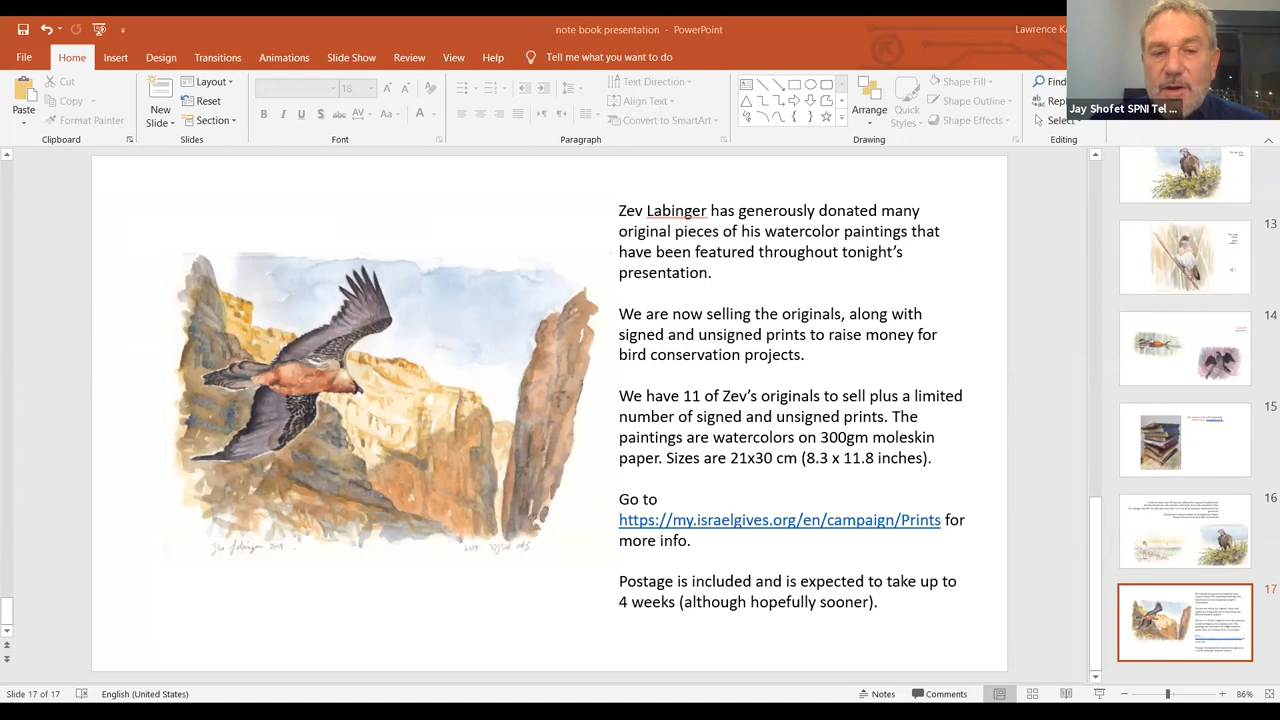 note book presentation - PowerPoint
Lawrence
Jay Shofet SPNI Tel ...
File Home Insert Design Transitions Animations Slide Show Review View Help Tell me what you want to do
Paste
Cut
Copy
Format Painter
Clipboard
New Slide
Layout
Reset
Section
Slides
18
Font
Paragraph
Text Direction
Align Text
Convert to SmartArt
Arrange
Quick Styles
Shape Fill
Shape Outline
Shape Effects
Drawing
Find
Select
Editing
Zev Labinger has generously donated many
original pieces of his watercolor paintings that
have been featured throughout tonight's
presentation.
We are now selling the originals, along with
signed and unsigned prints to raise money for
bird conservation projects.
We have 11 of Zev's originals to sell plus a limited
number of signed and unsigned prints. The
paintings are watercolors on 300gm moleskin
paper. Sizes are 21x30 cm (8.3 x 11.8 inches).
Go to
https://my.israelgives.org/en/campaign/Prints for
more info.
Postage is included and is expected to take up to
4 weeks (although hopefully sooner).
13
14
15
16
17
Slide 17 of 17
English (United States)
Notes
Comments
86%